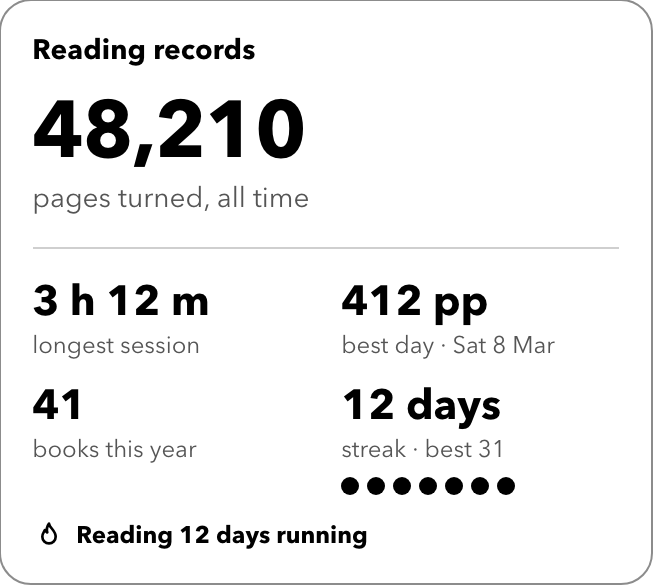 Reading records
48,210
pages turned, all time
3 h 12 m
longest session
412 pp
best day · Sat 8 Mar
41
books this year
12 days
streak · best 31
Reading 12 days running